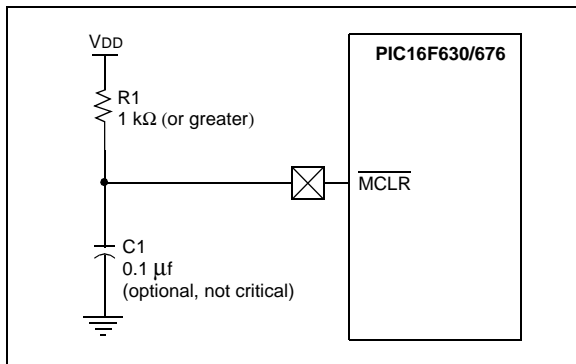 VDD
PIC16F630/676
R1
1 kΩ (or greater)
MCLR
C1
0.1 μf
(optional, not critical)